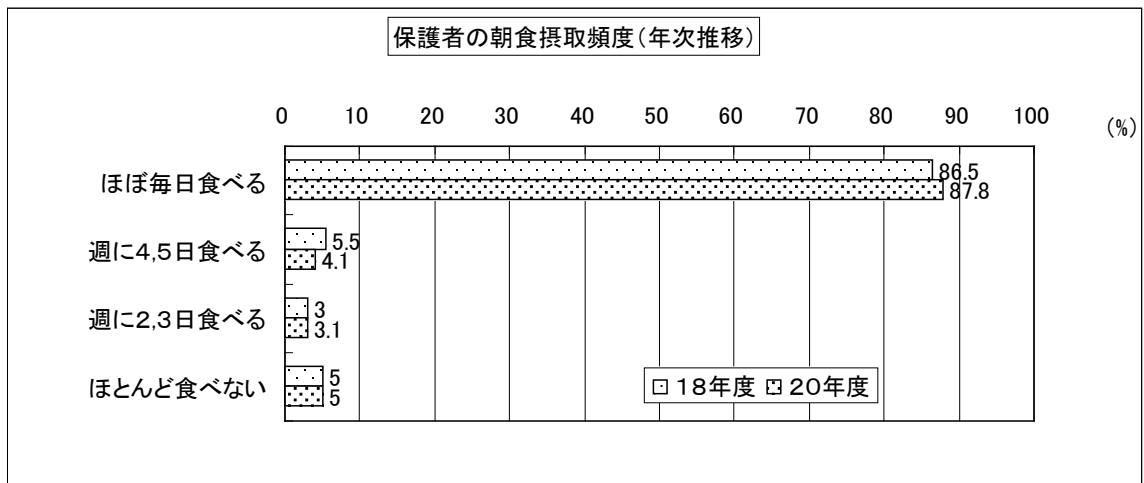 保護者の朝食摂取頻度(年次推移)
0 10 20 30 40 50 60 70 80 90 100
(%)
ほぼ毎日食べる
86.5
87.8
週に4,5日食べる
5.5
4.1
週に2,3日食べる
3
3.1
ほとんど食べない
5
5
18年度 20年度